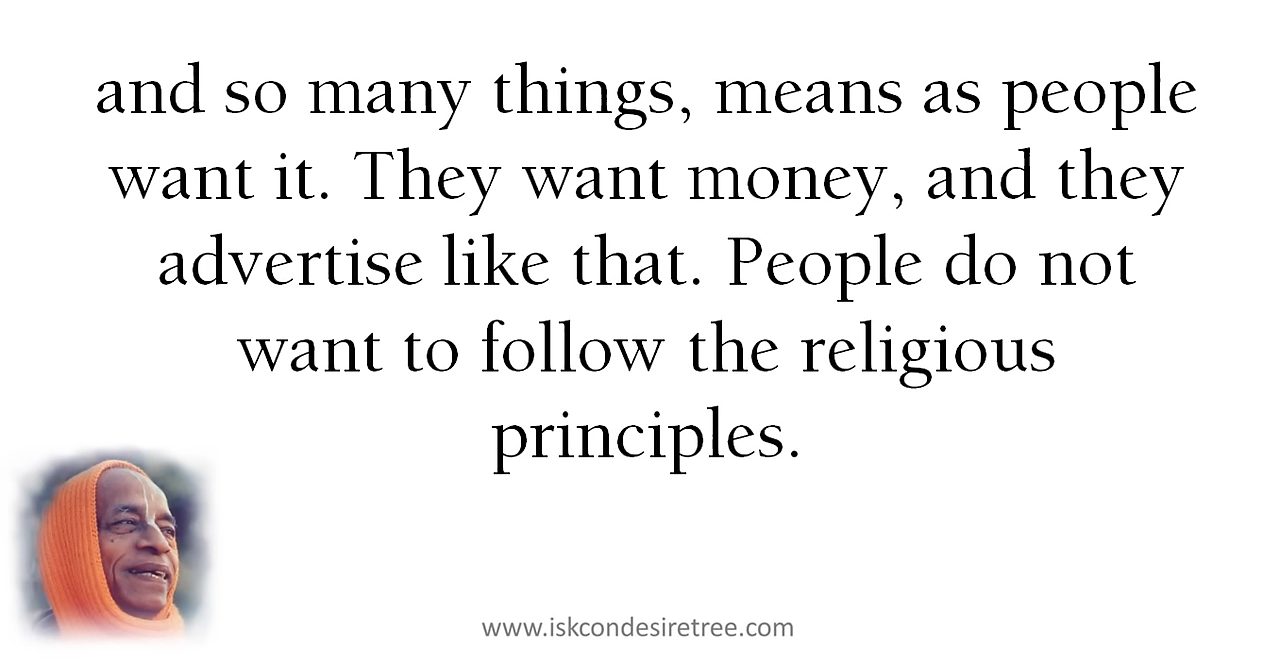 and so many things, means as people
want it. They want money, and they
advertise like that. People do not
want to follow the religious
principles.
www.iskcondesiretree.com